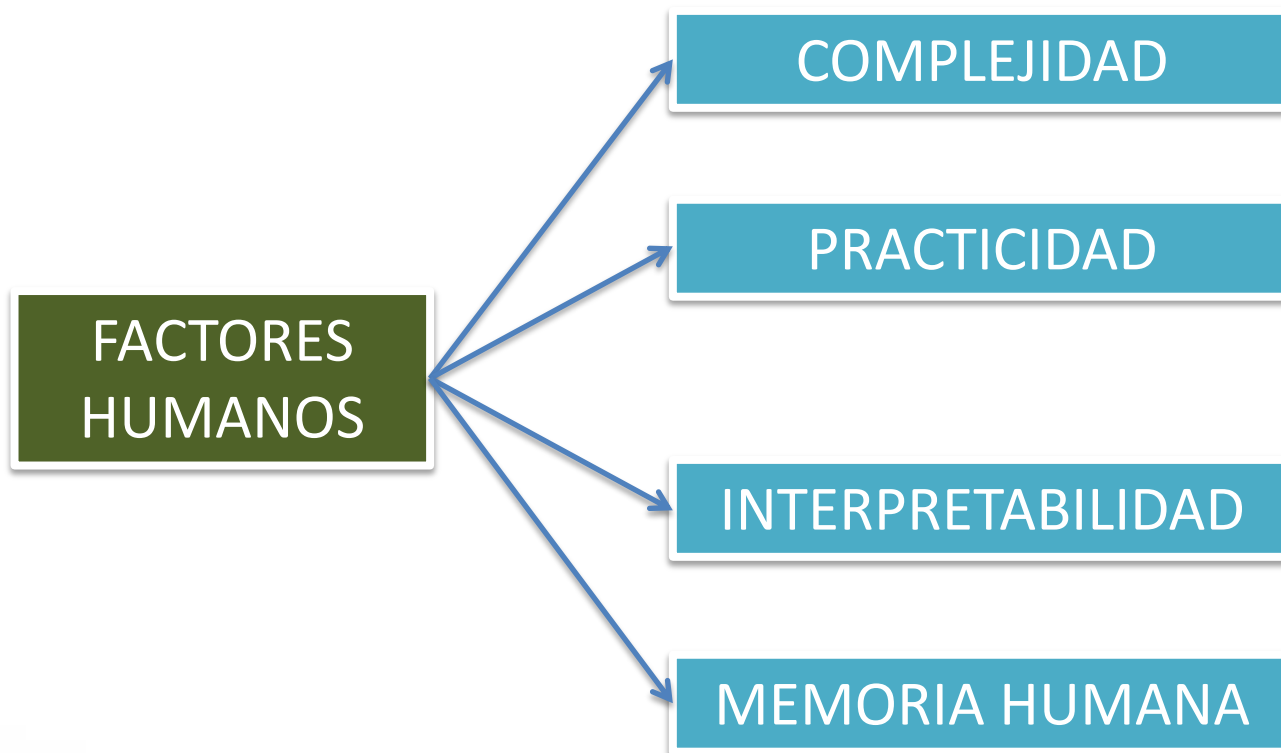 COMPLEJIDAD
PRACTICIDAD
FACTORES
HUMANOS
INTERPRETABILIDAD
MEMORIA HUMANA